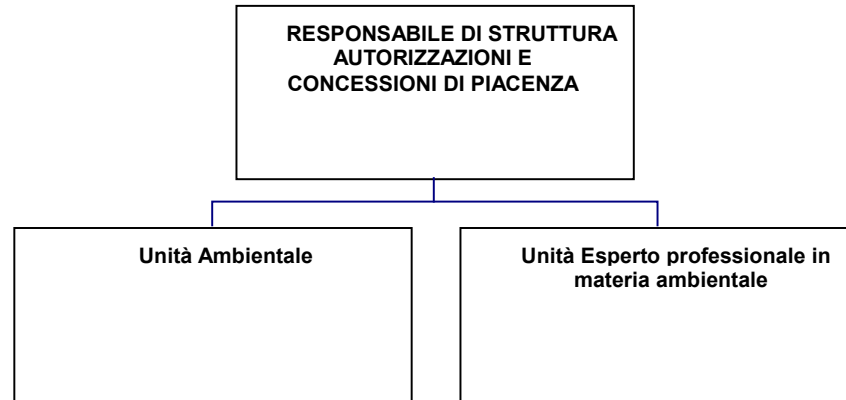 RESPONSABILE DI STRUTTURA
AUTORIZZAZIONI E
CONCESSIONI DI PIACENZA
Unità Ambientale
Unità Esperto professionale in
materia ambientale